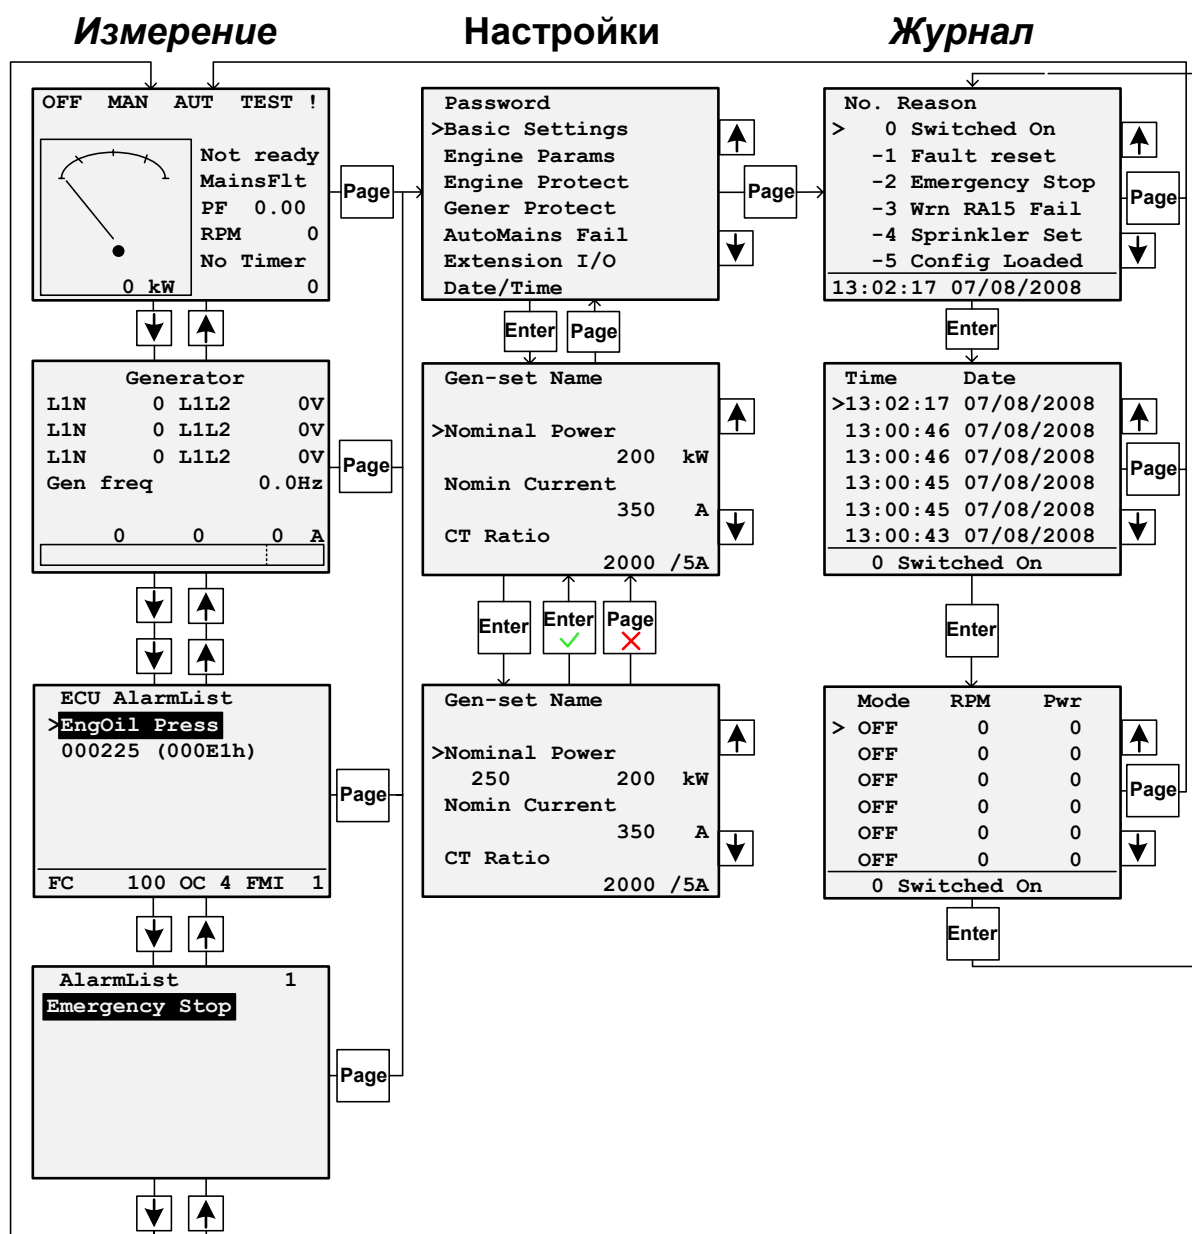 Измерение
OFF MAN AUT TEST !
Not ready
MainsFlt
PF 0.00
RPM 0
No Timer
0 kW 0
Page
Generator
L1N 0 L1L2 0V
L1N 0 L1L2 0V
L1N 0 L1L2 0V
Gen freq 0.0Hz
0 0 0 A
Page
ECU AlarmList
>EngOil Press
000225 (000E1h)
FC 100 OC 4 FMI 1
Page
AlarmList 1
Emergency Stop
Page
Настройки
Password
>Basic Settings
Engine Params
Engine Protect
Gener Protect
AutoMains Fail
Extension I/O
Date/Time
Page
Enter Page
Gen-set Name
>Nominal Power
200 kW
Nomin Current
350 A
CT Ratio
2000 /5A
Enter Enter Page
Gen-set Name
>Nominal Power
250 200 kW
Nomin Current
350 A
CT Ratio
2000 /5A
Журнал
No. Reason
> 0 Switched On
-1 Fault reset
-2 Emergency Stop
-3 Wrn RA15 Fail
-4 Sprinkler Set
-5 Config Loaded
13:02:17 07/08/2008
Page
Enter
Time Date
>13:02:17 07/08/2008
13:00:46 07/08/2008
13:00:46 07/08/2008
13:00:45 07/08/2008
13:00:45 07/08/2008
13:00:43 07/08/2008
0 Switched On
Page
Enter
Mode RPM Pwr
> OFF 0 0
OFF 0 0
OFF 0 0
OFF 0 0
OFF 0 0
OFF 0 0
0 Switched On
Page
Enter